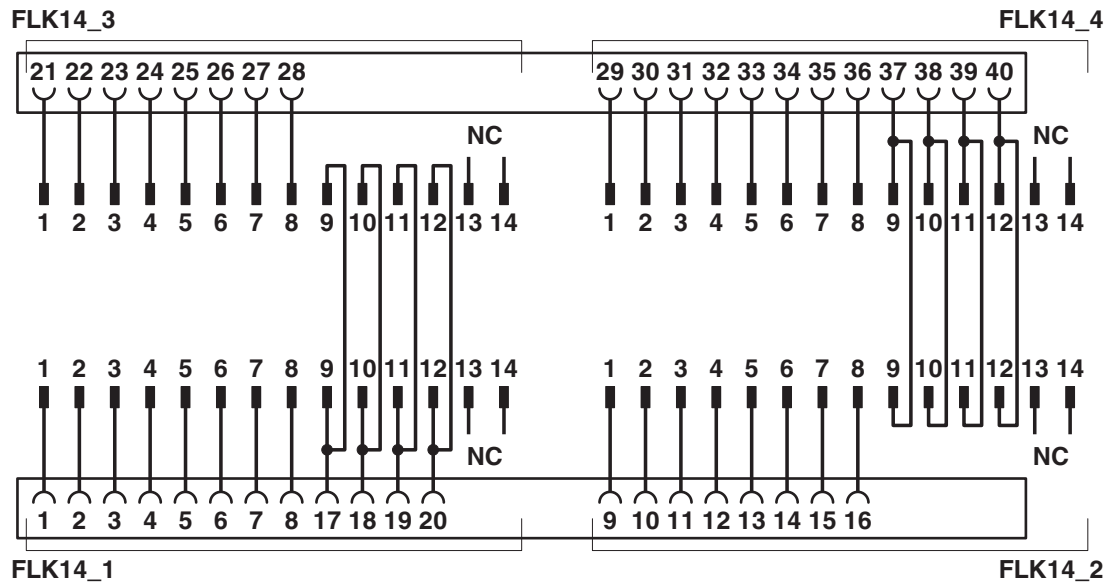 FLK14_3 FLK14_4
21 22 23 24 25 26 27 28 29 30 31 32 33 34 35 36 37 38 39 40
NC NC
1 2 3 4 5 6 7 8 9 10 11 12 13 14 1 2 3 4 5 6 7 8 9 10 11 12 13 14
1 2 3 4 5 6 7 8 9 10 11 12 13 14 1 2 3 4 5 6 7 8 9 10 11 12 13 14
NC NC
1 2 3 4 5 6 7 8 17 18 19 20 9 10 11 12 13 14 15 16
FLK14_1 FLK14_2